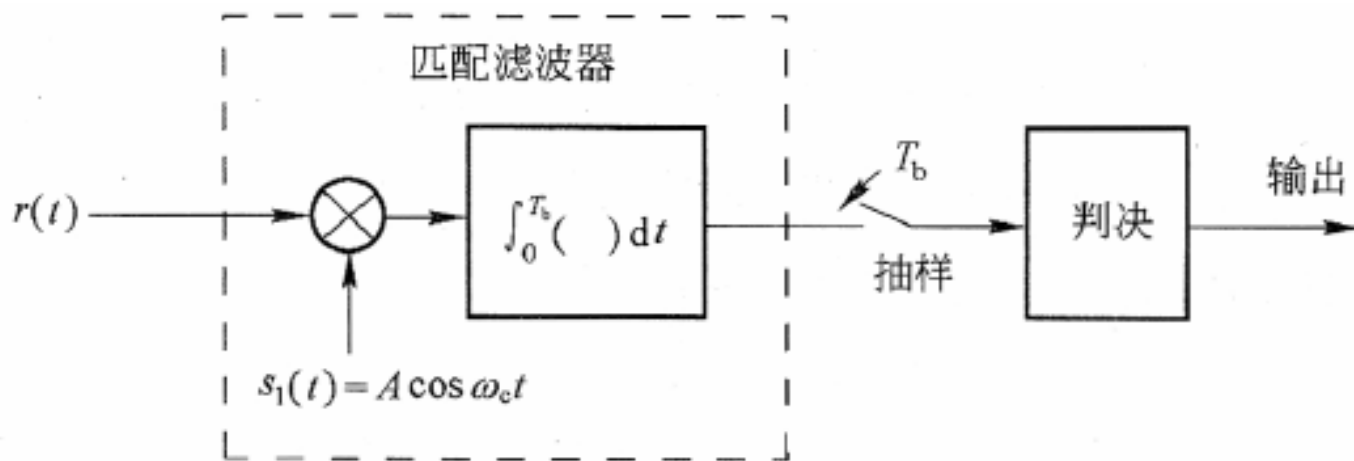 匹配滤波器
r(t)
∫₀^{T_b}( )dt
T_b
抽样
判决
输出
s₁(t)=A cos ω_c t